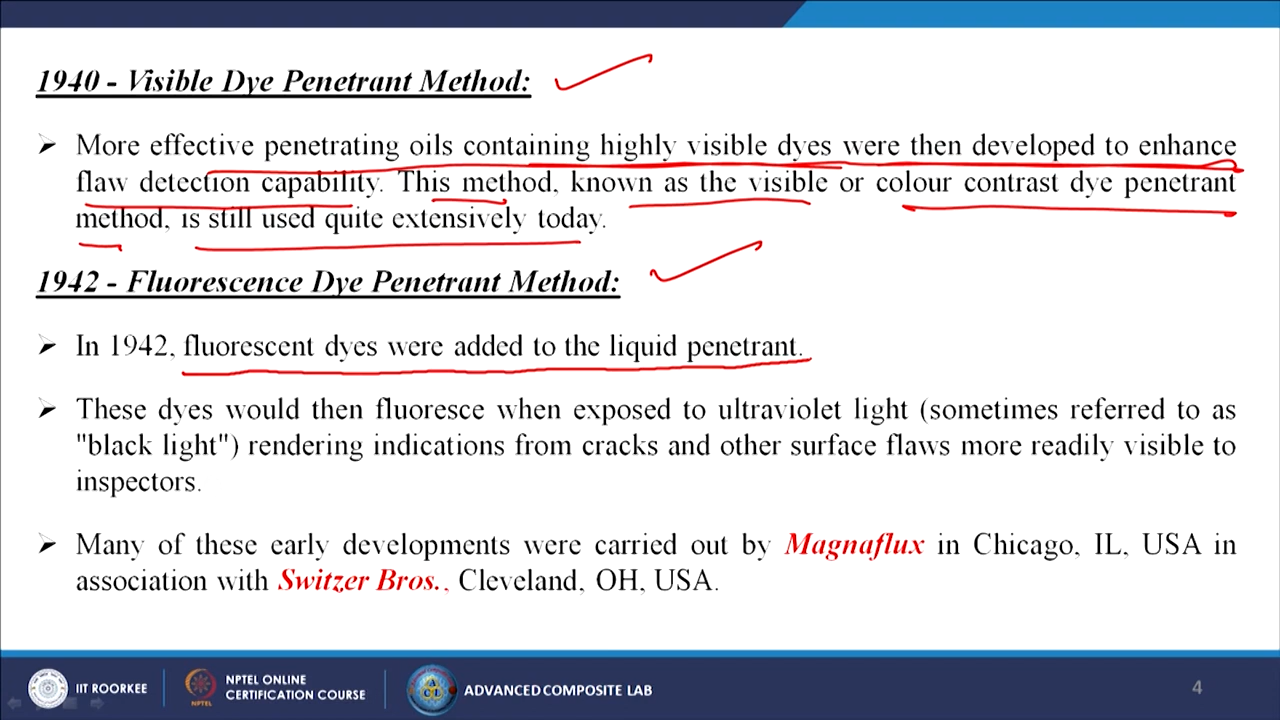 1940 - Visible Dye Penetrant Method:
➤ More effective penetrating oils containing highly visible dyes were then developed to enhance
flaw detection capability. This method, known as the visible or colour contrast dye penetrant
method, is still used quite extensively today.
1942 - Fluorescence Dye Penetrant Method:
➤ In 1942, fluorescent dyes were added to the liquid penetrant.
➤ These dyes would then fluoresce when exposed to ultraviolet light (sometimes referred to as
"black light") rendering indications from cracks and other surface flaws more readily visible to
inspectors.
➤ Many of these early developments were carried out by Magnaflux in Chicago, IL, USA in
association with Switzer Bros., Cleveland, OH, USA.
IIT ROORKEE
NPTEL ONLINE
CERTIFICATION COURSE
NPTEL
ADVANCED COMPOSITE LAB
4